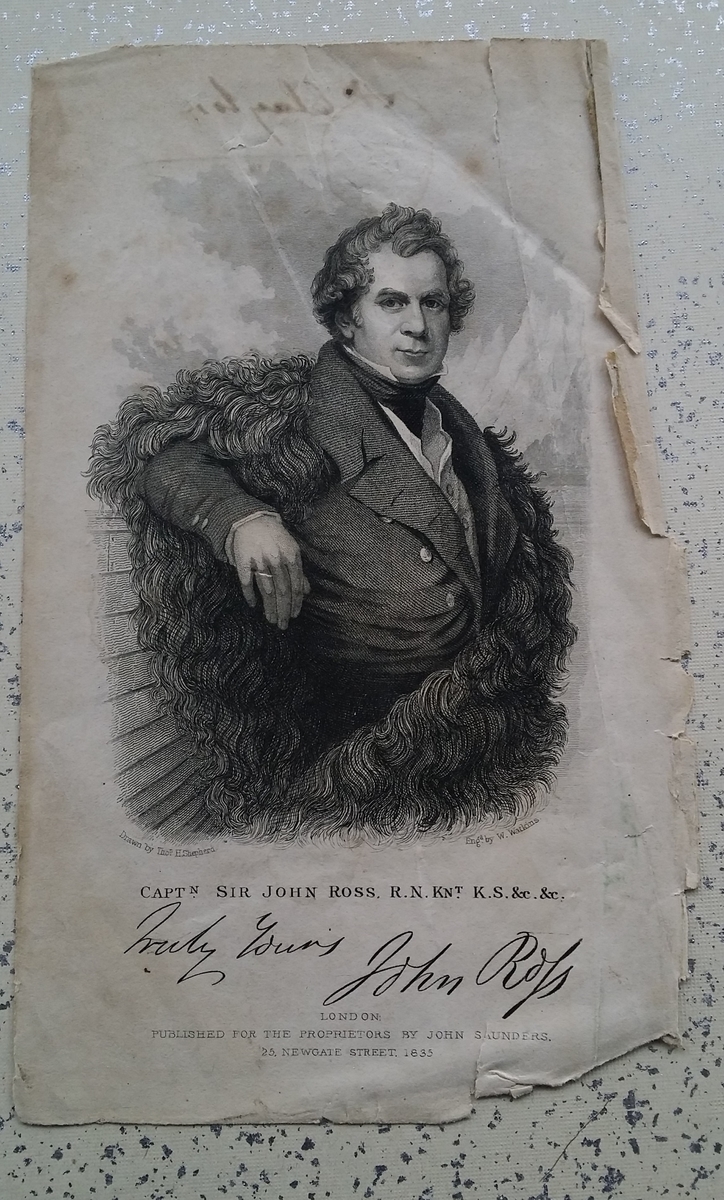 Drawn by Thos. H. Shepherd.
Engd. by W. Watkins
CAPTN SIR JOHN ROSS, R.N. KNT K.S. &c. &c.
Truly Yours
John Ross
LONDON:
PUBLISHED FOR THE PROPRIETORS BY JOHN SAUNDERS,
25, NEWGATE STREET. 1835